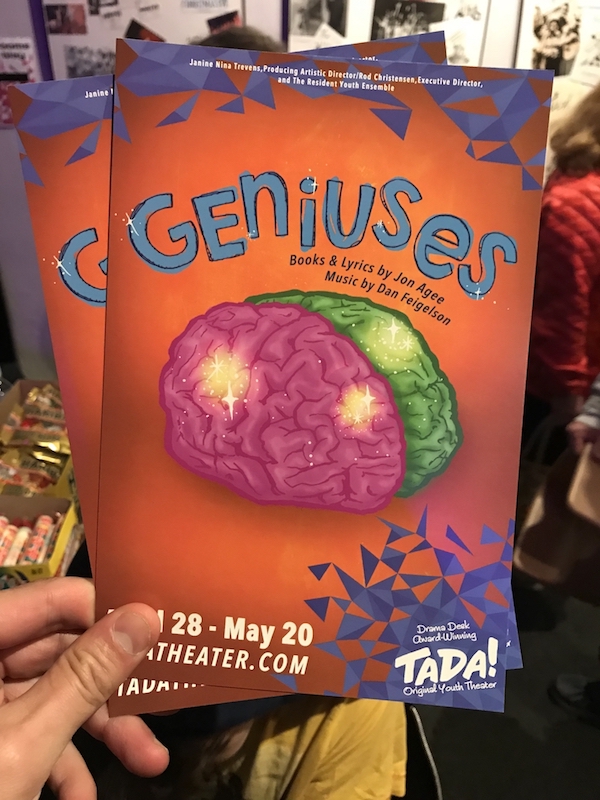 Janine Nina Trevens,Producing Artistic Director/Rod Christensen,Executive Director,
and The Resident Youth Ensemble
GENiUSes
Books & Lyrics by Jon Agee
Music by Dan Feigelson
28 - May 20
ATHEATER.COM
Drama Desk
Award-Winning
TADA!
Original Youth Theater
Janine
G